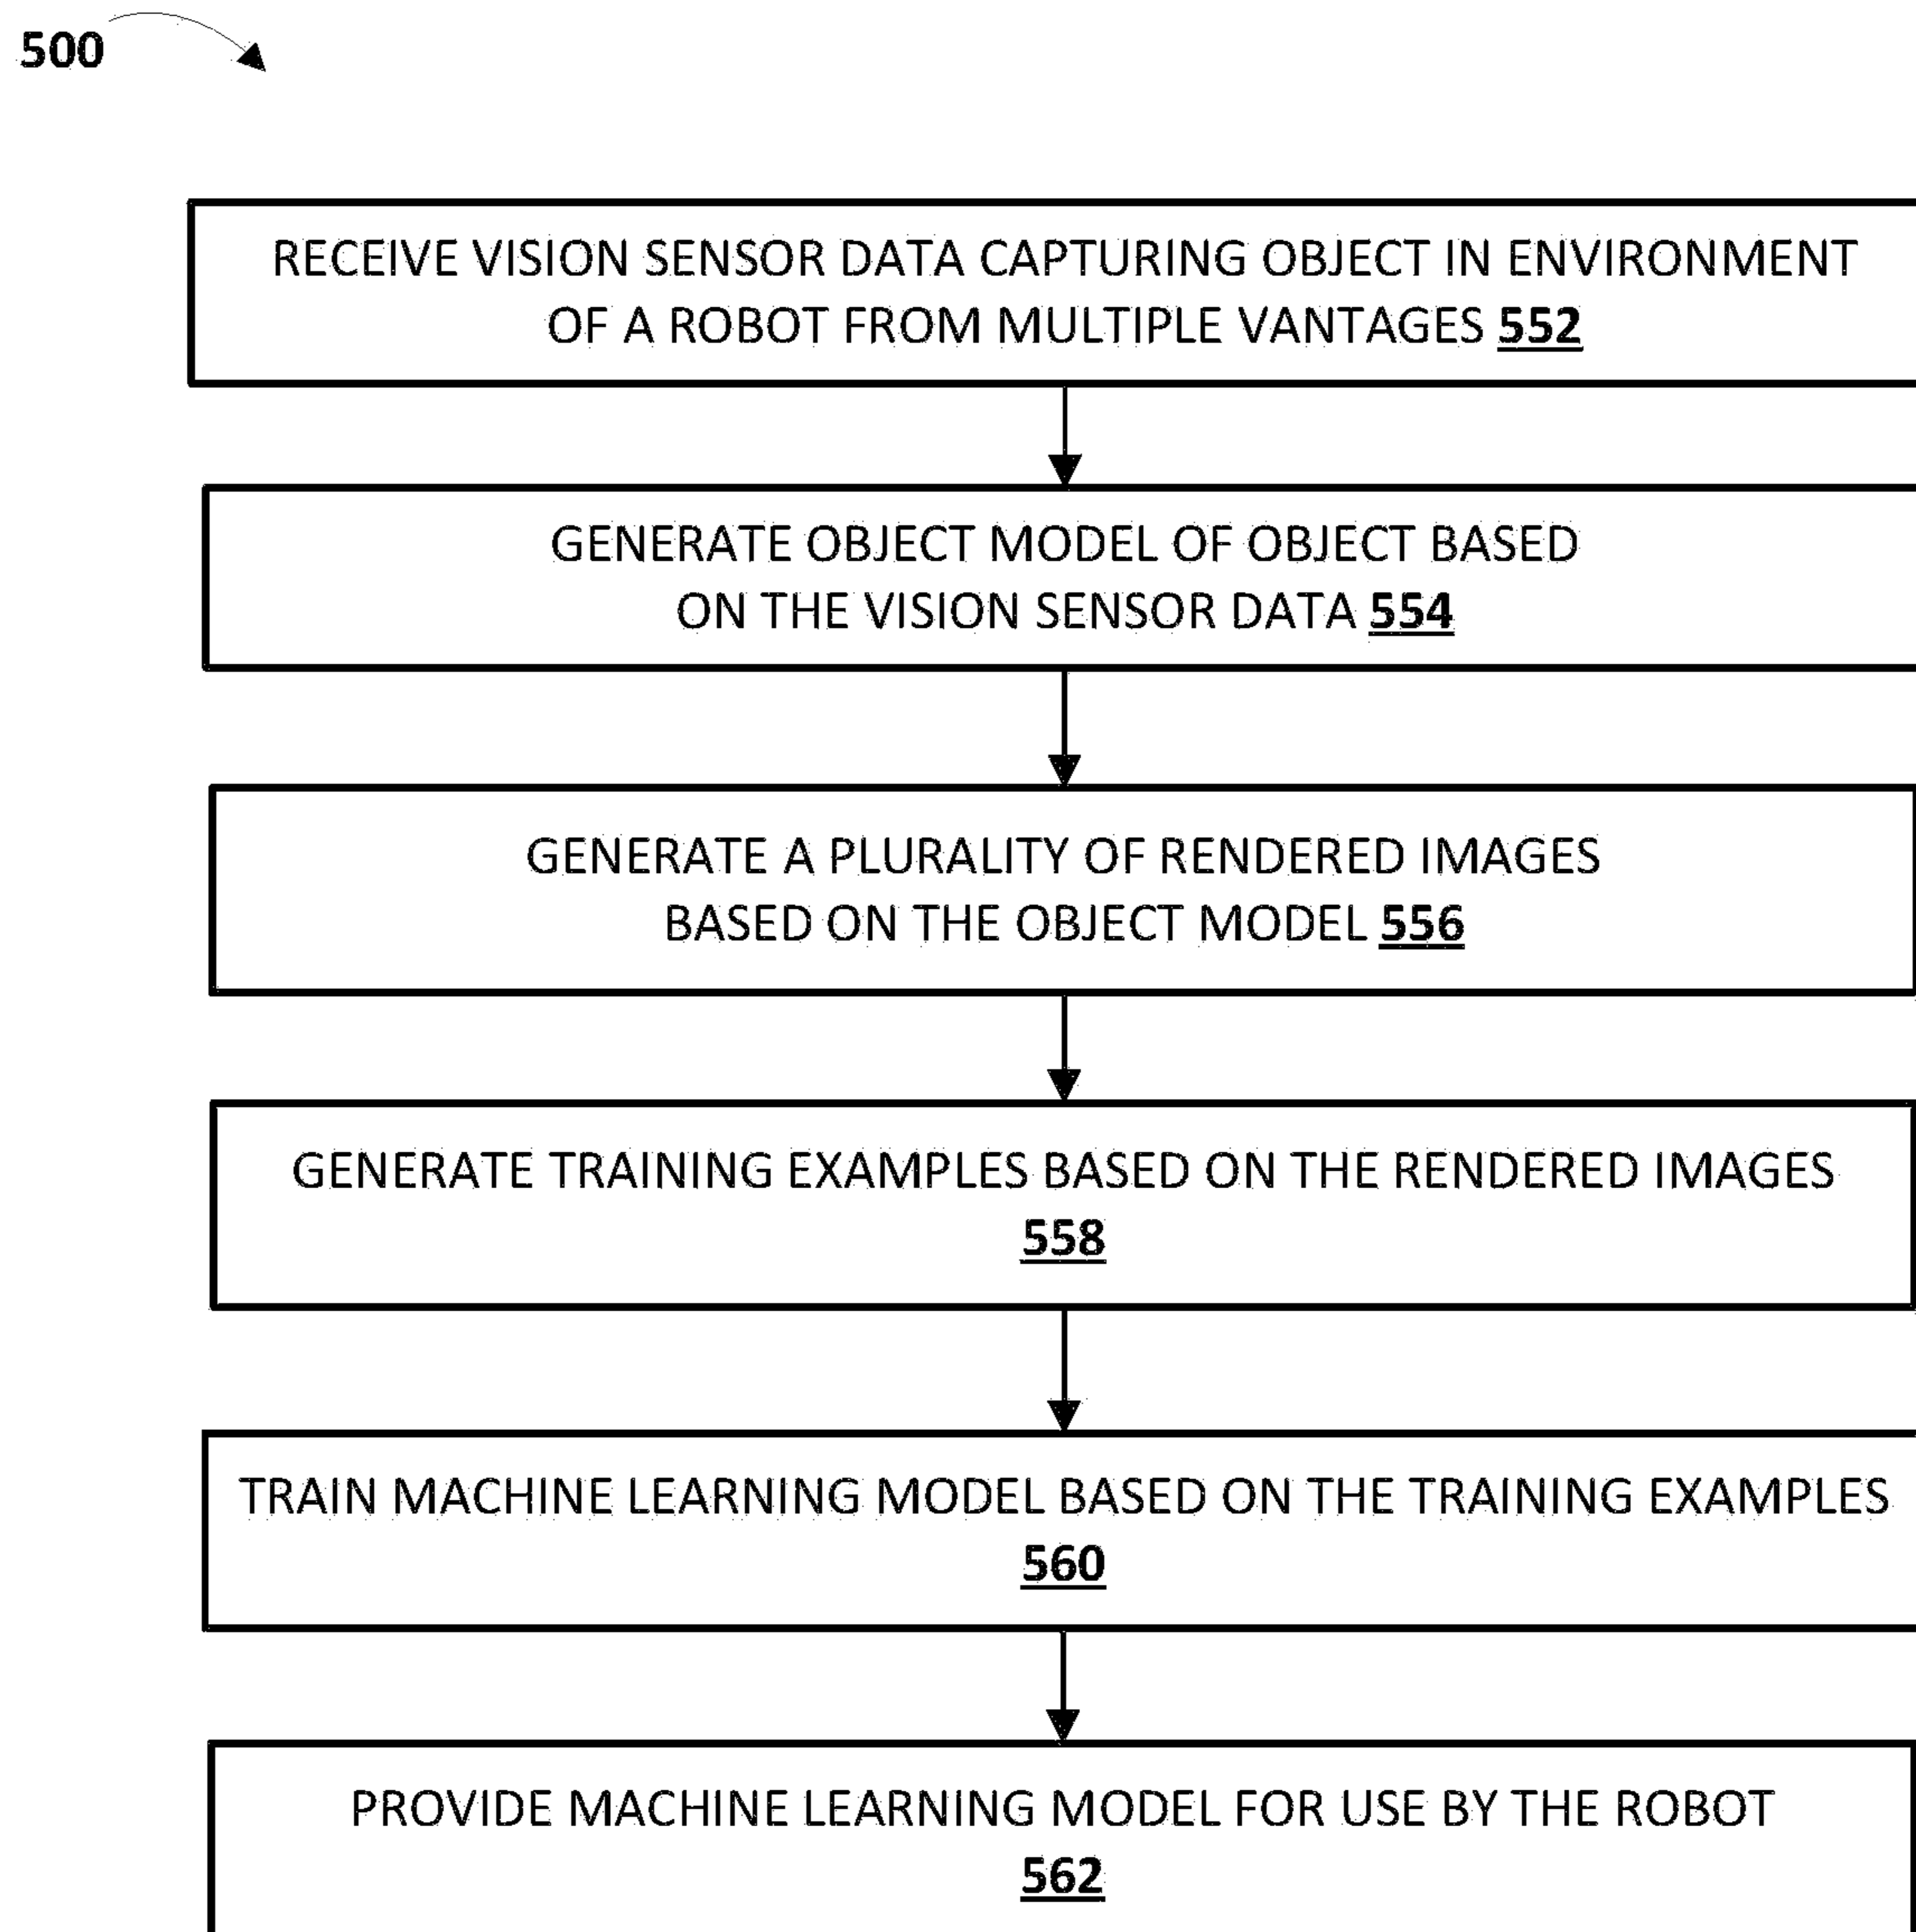 500
RECEIVE VISION SENSOR DATA CAPTURING OBJECT IN ENVIRONMENT
OF A ROBOT FROM MULTIPLE VANTAGES 552
GENERATE OBJECT MODEL OF OBJECT BASED
ON THE VISION SENSOR DATA 554
GENERATE A PLURALITY OF RENDERED IMAGES
BASED ON THE OBJECT MODEL 556
GENERATE TRAINING EXAMPLES BASED ON THE RENDERED IMAGES
558
TRAIN MACHINE LEARNING MODEL BASED ON THE TRAINING EXAMPLES
560
PROVIDE MACHINE LEARNING MODEL FOR USE BY THE ROBOT
562